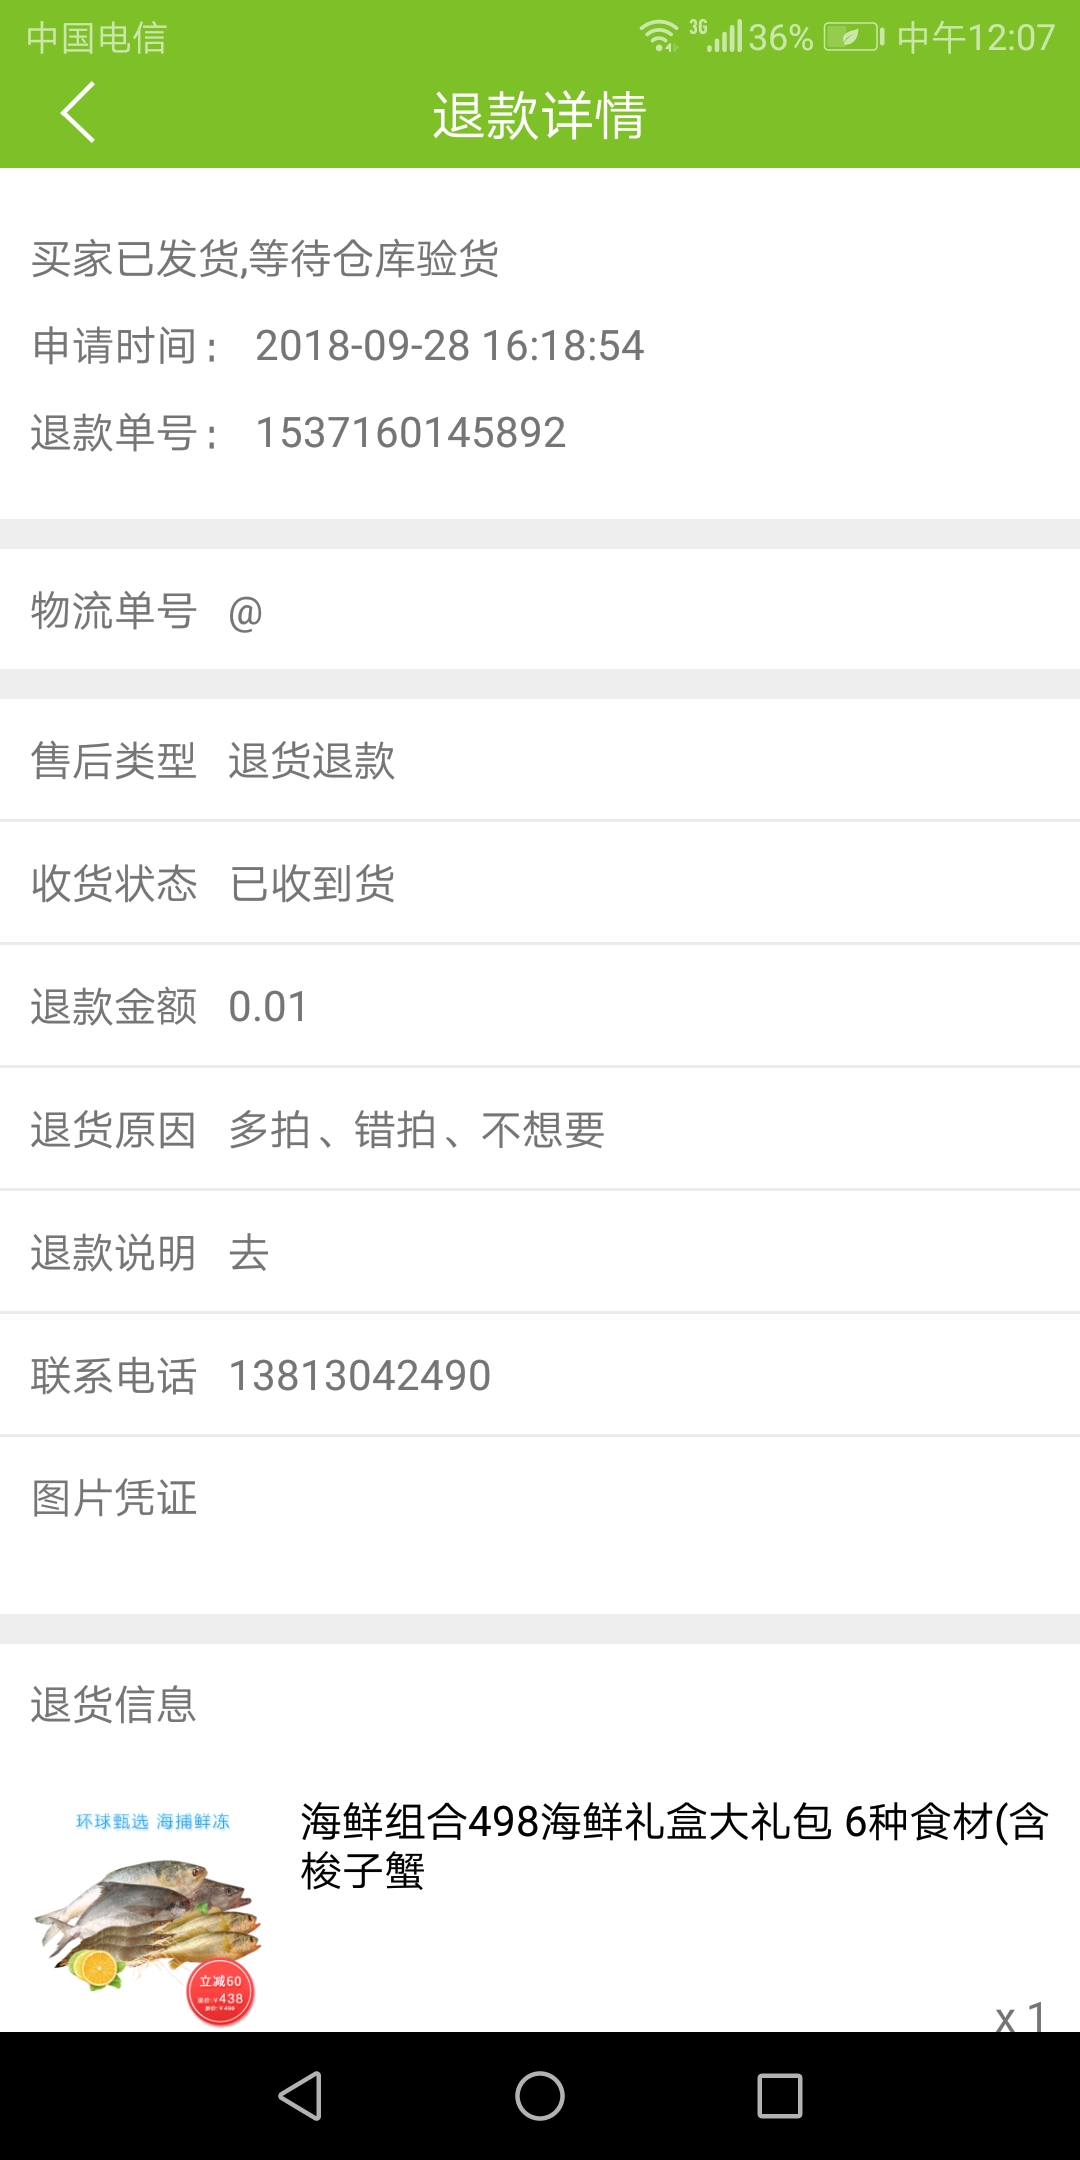 中国电信 3G 36% 中午12:07
退款详情
买家已发货,等待仓库验货
申请时间： 2018-09-28 16:18:54
退款单号： 1537160145892
物流单号 @
售后类型 退货退款
收货状态 已收到货
退款金额 0.01
退货原因 多拍、错拍、不想要
退款说明 去
联系电话 13813042490
图片凭证
退货信息
环球甄选 海捕鲜冻
海鲜组合498海鲜礼盒大礼包 6种食材(含
梭子蟹
立减60
¥438
x 1